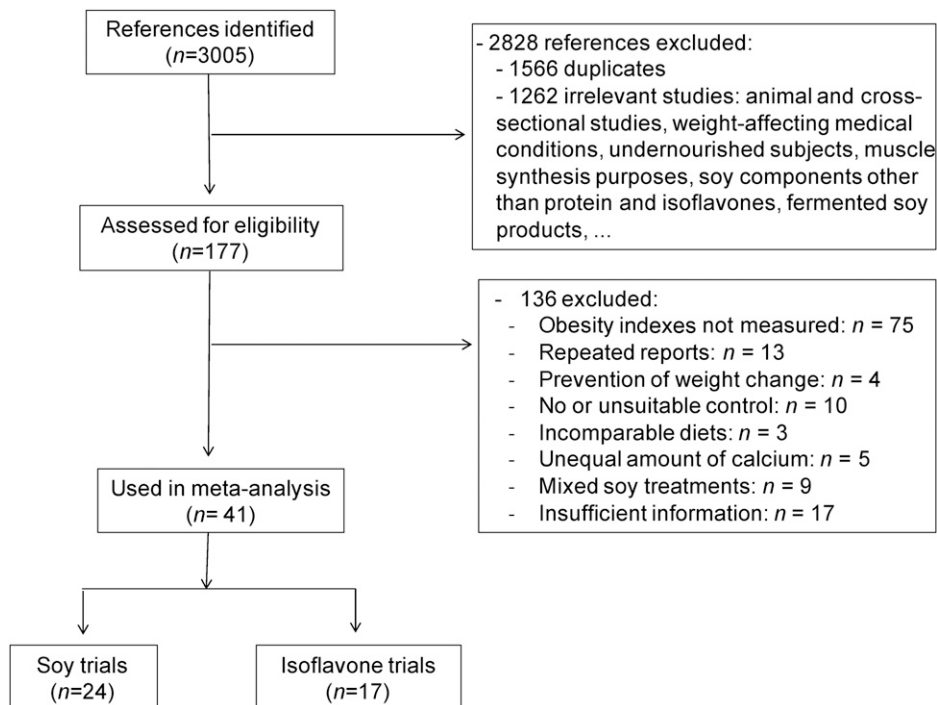 References identified
(n=3005)
- 2828 references excluded:
- 1566 duplicates
- 1262 irrelevant studies: animal and cross-
sectional studies, weight-affecting medical
conditions, undernourished subjects, muscle
synthesis purposes, soy components other
than protein and isoflavones, fermented soy
products, ...
Assessed for eligibility
(n=177)
- 136 excluded:
- Obesity indexes not measured: n = 75
- Repeated reports: n = 13
- Prevention of weight change: n = 4
- No or unsuitable control: n = 10
- Incomparable diets: n = 3
- Unequal amount of calcium: n = 5
- Mixed soy treatments: n = 9
- Insufficient information: n = 17
Used in meta-analysis
(n= 41)
Soy trials
(n=24)
Isoflavone trials
(n=17)